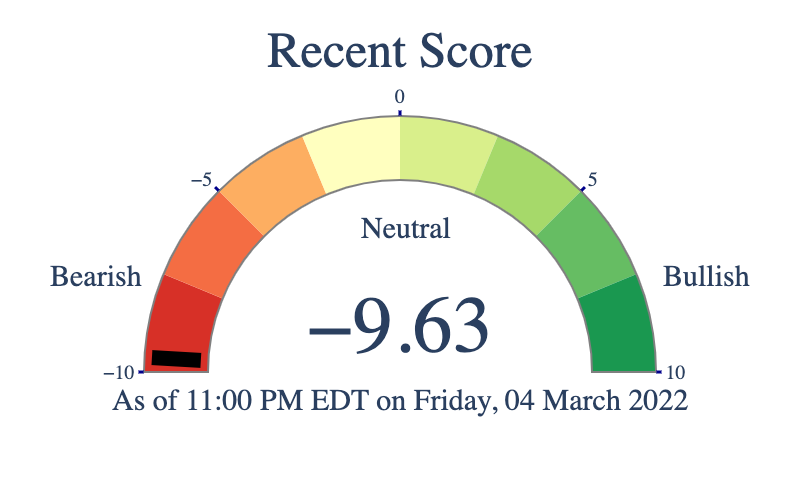 Recent Score
0
−5
5
Neutral
Bearish
Bullish
−9.63
−10
10
As of 11:00 PM EDT on Friday, 04 March 2022